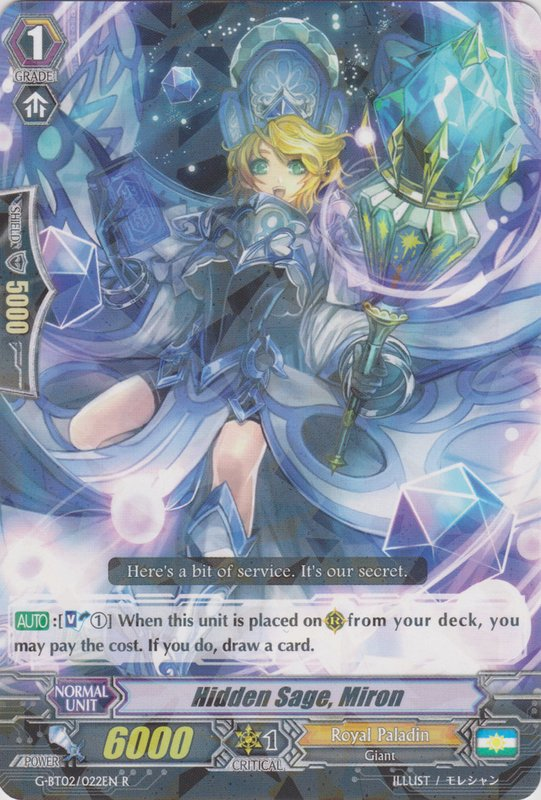 1
GRADE
SHIELD
5000
Here's a bit of service. It's our secret.
AUTO :[ ①] When this unit is placed on from your deck, you
may pay the cost. If you do, draw a card.
NORMAL
UNIT
Hidden Sage, Miron
POWER
6000
1
CRITICAL
Royal Paladin
Giant
G-BT02/022EN R
ILLUST / モレシャン